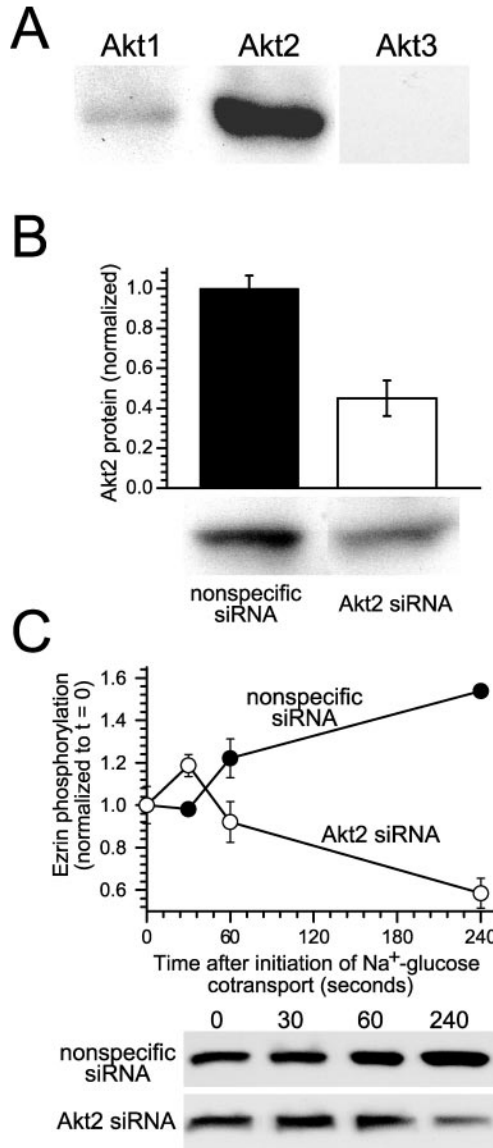 A
Akt1 Akt2 Akt3
B
Akt2 protein (normalized)
1.0
0.8
0.6
0.4
0.2
0.0
nonspecific
siRNA
Akt2 siRNA
C
Ezrin phosphorylation
(normalized to t = 0)
1.6
1.4
1.2
1.0
0.8
0.6
nonspecific
siRNA
Akt2 siRNA
0 60 120 180 240
Time after initiation of Na⁺-glucose
cotransport (seconds)
0 30 60 240
nonspecific
siRNA
Akt2 siRNA